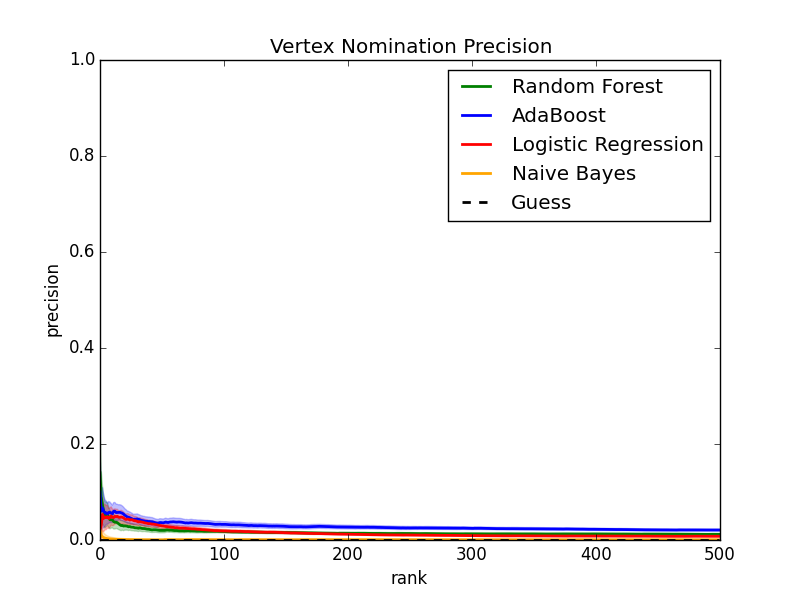 Vertex Nomination Precision
1.0
0.8
0.6
0.4
0.2
0.0
precision
Random Forest
AdaBoost
Logistic Regression
Naive Bayes
Guess
0 100 200 300 400 500
rank